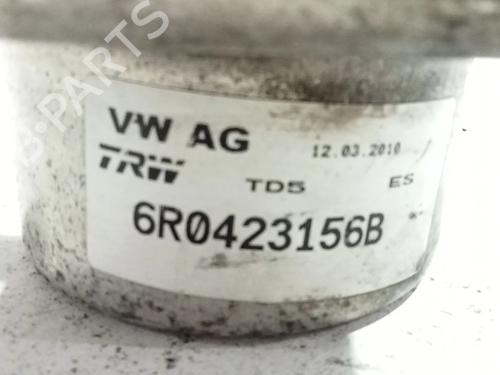 VW AG 12.03.2010
TRW TD5 ES
6R0423156B
B-PARTS